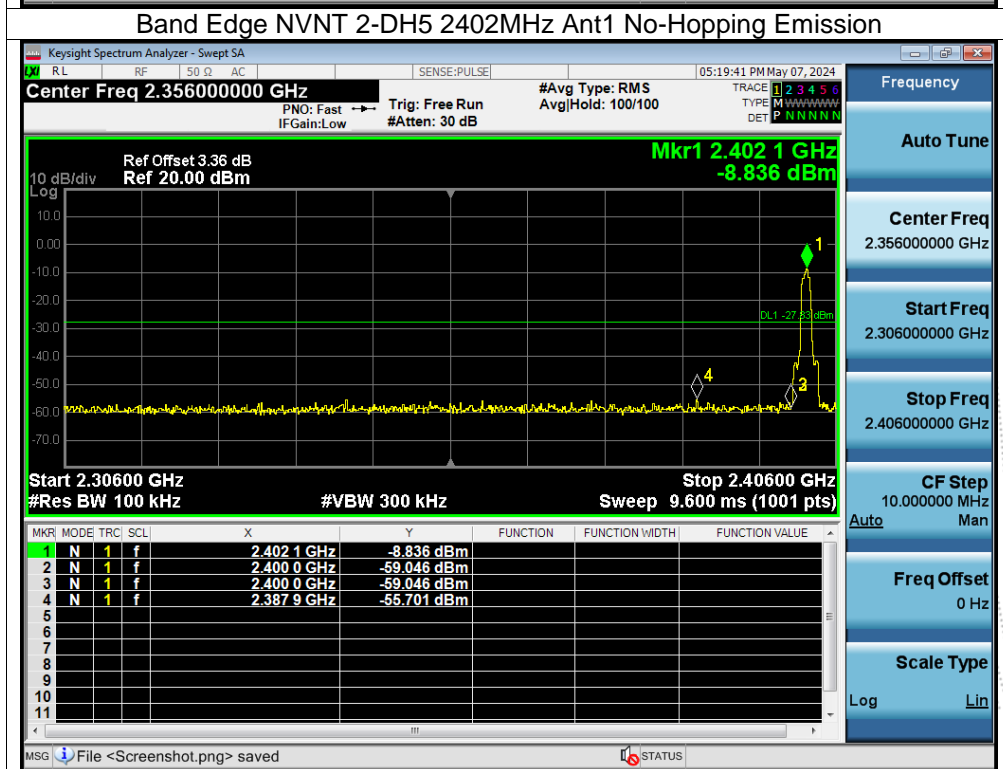 Band Edge NVNT 2-DH5 2402MHz Ant1 No-Hopping Emission
Keysight Spectrum Analyzer - Swept SA
LXI RL RF 50 Ω AC SENSE:PULSE 05:19:41 PM May 07, 2024
Center Freq 2.356000000 GHz
PNO: Fast
IFGain:Low
Trig: Free Run
#Atten: 30 dB
#Avg Type: RMS
Avg|Hold: 100/100
TRACE 1 2 3 4 5 6
TYPE M WWWWW
DET P N N N N N
Mkr1 2.402 1 GHz
-8.836 dBm
Ref Offset 3.36 dB
Ref 20.00 dBm
10 dB/div
Log
10.0
0.00
-10.0
-20.0
-30.0
-40.0
-50.0
-60.0
-70.0
1
DL1 -27.83 dBm
4
3
Start 2.30600 GHz
Stop 2.40600 GHz
#Res BW 100 kHz
#VBW 300 kHz
Sweep 9.600 ms (1001 pts)
MKR MODE TRC SCL X Y FUNCTION FUNCTION WIDTH FUNCTION VALUE
1 N 1 f 2.402 1 GHz -8.836 dBm
2 N 1 f 2.400 0 GHz -59.046 dBm
3 N 1 f 2.400 0 GHz -59.046 dBm
4 N 1 f 2.387 9 GHz -55.701 dBm
5
6
7
8
9
10
11
MSG File <Screenshot.png> saved
STATUS
Frequency
Auto Tune
Center Freq
2.356000000 GHz
Start Freq
2.306000000 GHz
Stop Freq
2.406000000 GHz
CF Step
10.000000 MHz
Auto Man
Freq Offset
0 Hz
Scale Type
Log Lin